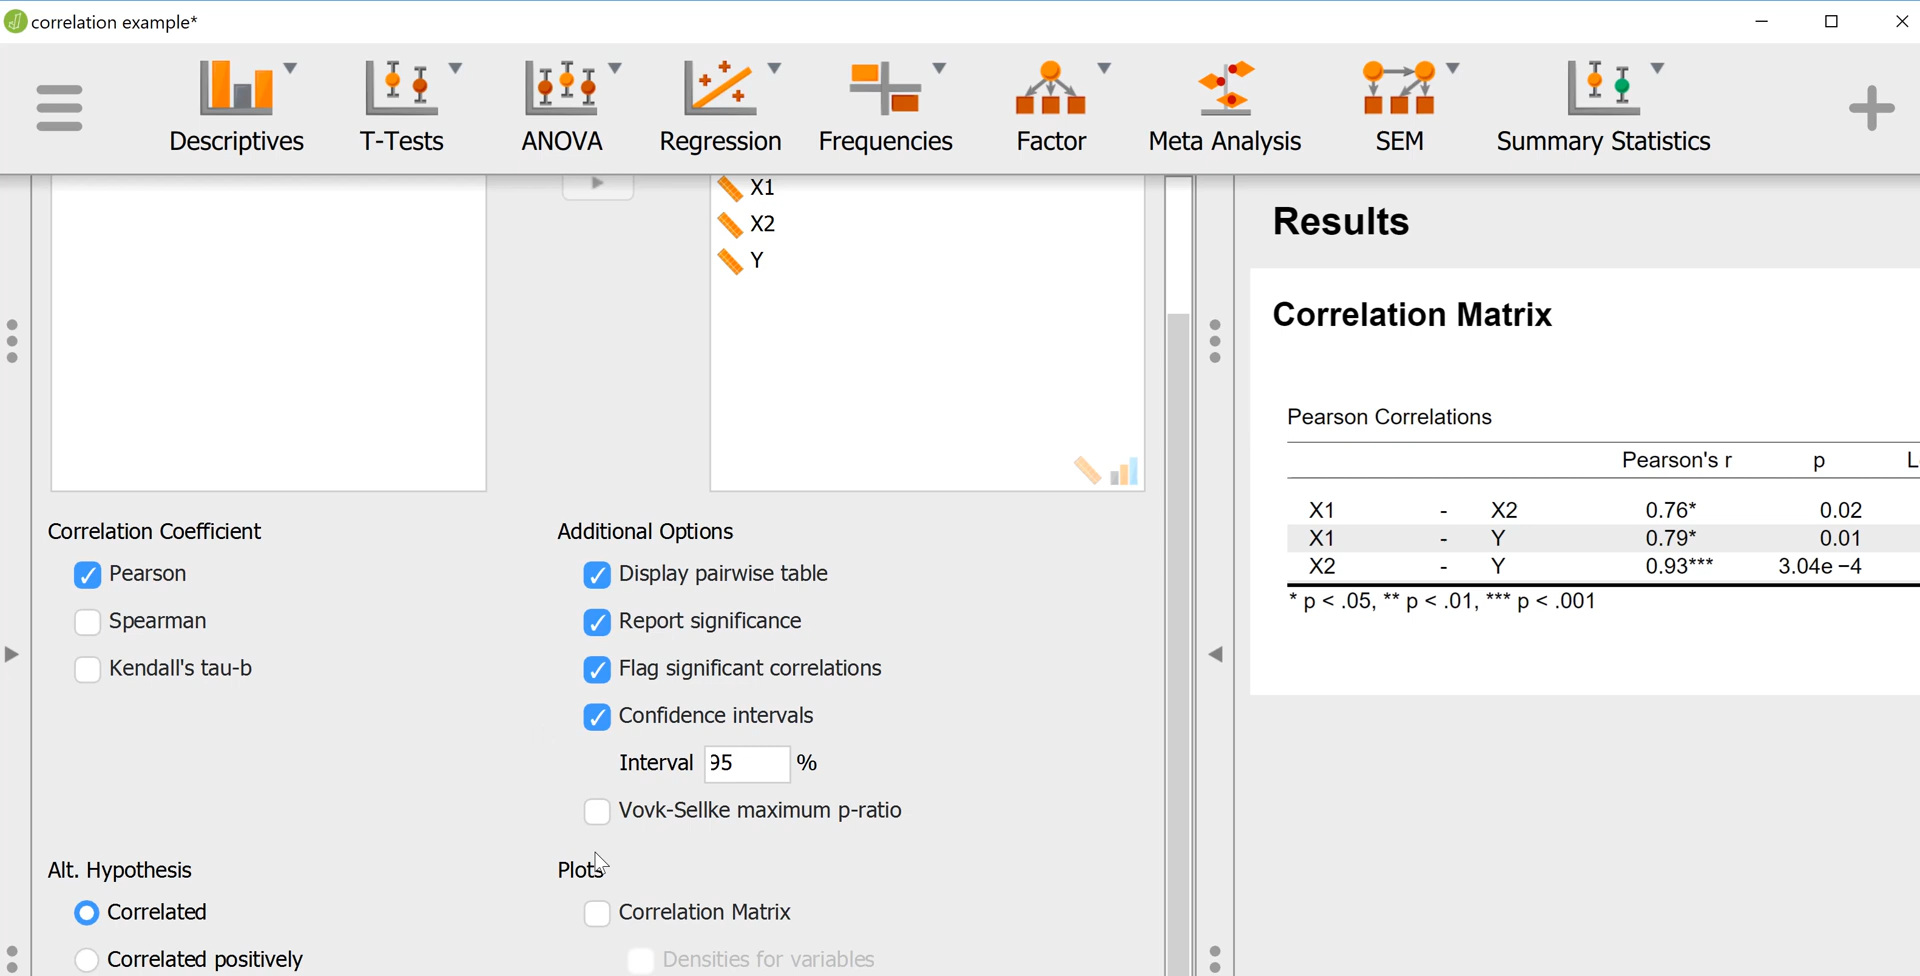 correlation example*
Descriptives T-Tests ANOVA Regression Frequencies Factor Meta Analysis SEM Summary Statistics
X1
X2
Y
Correlation Coefficient
Pearson
Spearman
Kendall's tau-b
Additional Options
Display pairwise table
Report significance
Flag significant correlations
Confidence intervals
Interval 95 %
Vovk-Sellke maximum p-ratio
Alt. Hypothesis
Correlated
Correlated positively
Plots
Correlation Matrix
Densities for variables
Results
Correlation Matrix
Pearson Correlations
Pearson's r p
X1 - X2 0.76* 0.02
X1 - Y 0.79* 0.01
X2 - Y 0.93*** 3.04e −4
* p < .05, ** p < .01, *** p < .001